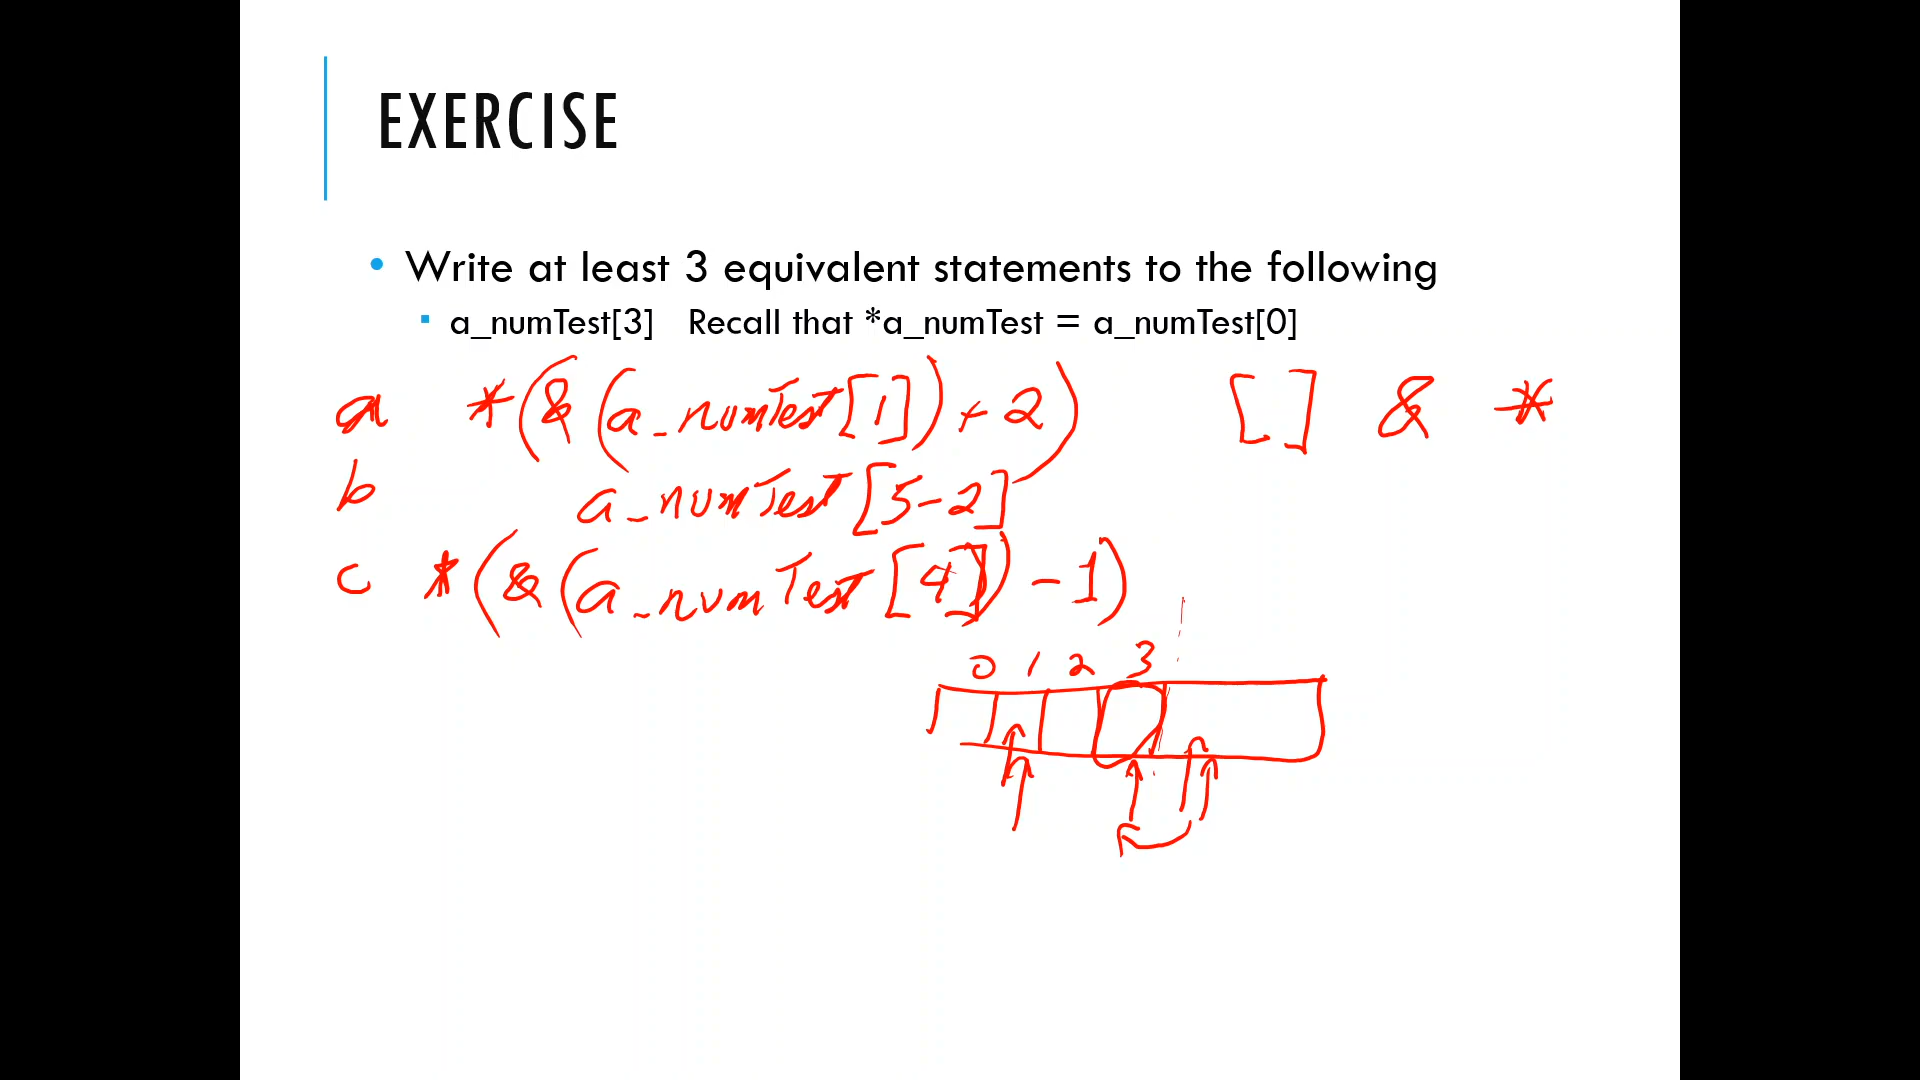 EXERCISE
• Write at least 3 equivalent statements to the following
▪ a_numTest[3] Recall that *a_numTest = a_numTest[0]
a *(&(a_numTest[1])+2) [] & *
b a_numTest[5-2]
c *(&(a_numTest[4])-1)
0 1 2 3